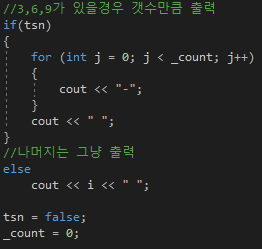 //3,6,9가 있을경우 갯수만큼 출력
if(tsn)
{
for (int j = 0; j < _count; j++)
{
cout << "-";
}
cout << " ";
}
//나머지는 그냥 출력
else
cout << i << " ";
tsn = false;
_count = 0;